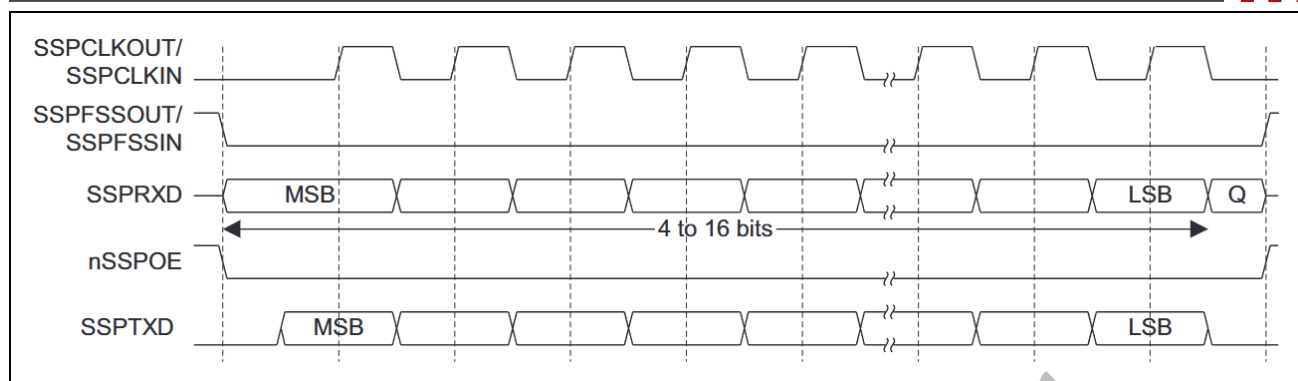 SSPCLKOUT/
SSPCLKIN
SSPFSSOUT/
SSPFSSIN
SSPRXD MSB LSB Q
4 to 16 bits
nSSPOE
SSPTXD MSB LSB